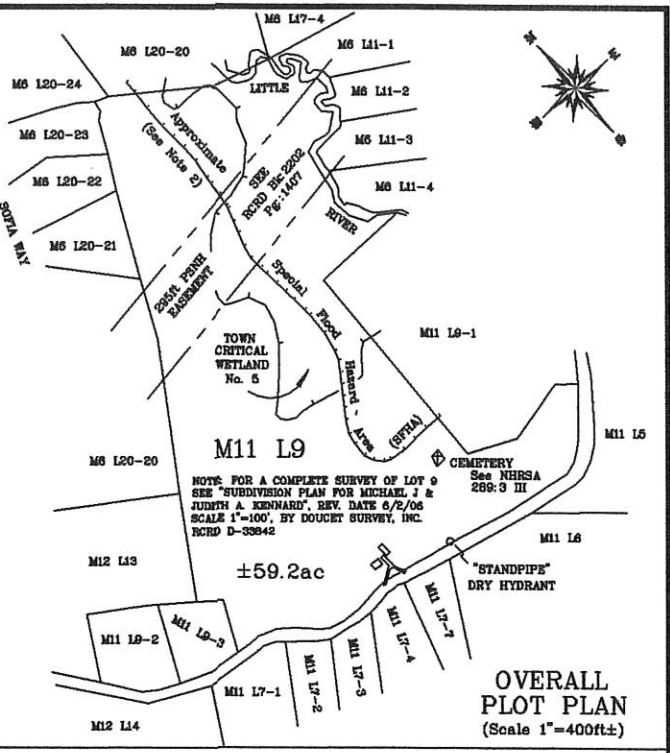 M6 L17-4
M6 L20-20
M6 L11-1
M6 L20-24
LITTLE
M6 L11-2
M6 L20-23
Approximate
(See Note 2)
M6 L11-3
M6 L20-22
SEE
RCRD Bk: 2202
Pg.: 1407
M6 L11-4
SOFIA WAY
RIVER
M6 L20-21
295ft PSNH
EASEMENT
Special Flood Hazard Area (SFHA)
M11 L9-1
TOWN
CRITICAL
WETLAND
No. 5
M11 L5
M11 L9
M6 L20-20
CEMETERY
See NHRSA
289:3 III
NOTE: FOR A COMPLETE SURVEY OF LOT 9
SEE "SUBDIVISION PLAN FOR MICHAEL J &
JUDITH A. KENNARD", REV. DATE 6/2/06
SCALE 1"=100', BY DOUCET SURVEY, INC.
RCRD D-33842
M11 L6
M12 L13
±59.2ac
"STANDPIPE"
DRY HYDRANT
M11 L9-2
M11 L9-3
M11 L7-7
M11 L7-4
M11 L7-3
M11 L7-2
M11 L7-1
M12 L14
OVERALL
PLOT PLAN
(Scale 1"=400ft±)